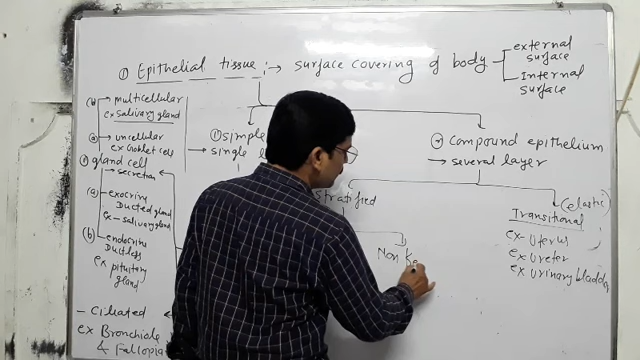 ① Epithelial tissue :→ surface covering of body
external surface
Internal surface
(b) multicellular
ex salivary gland
(a) unicellular
ex Goblet cells
① simple
→ single
② Compound epithelium
→ several layer
gland cell
→ secretion
(a) exocrine
Ducted gland
ex - salivary gland
(b) endocrine
Ductless
ex pituitary
gland
- Ciliated
ex Bronchiole
& Fallopia
stratified
Non Ke
(elastic)
Transitional
ex- Uterus
ex Ureter
ex Urinary bladder